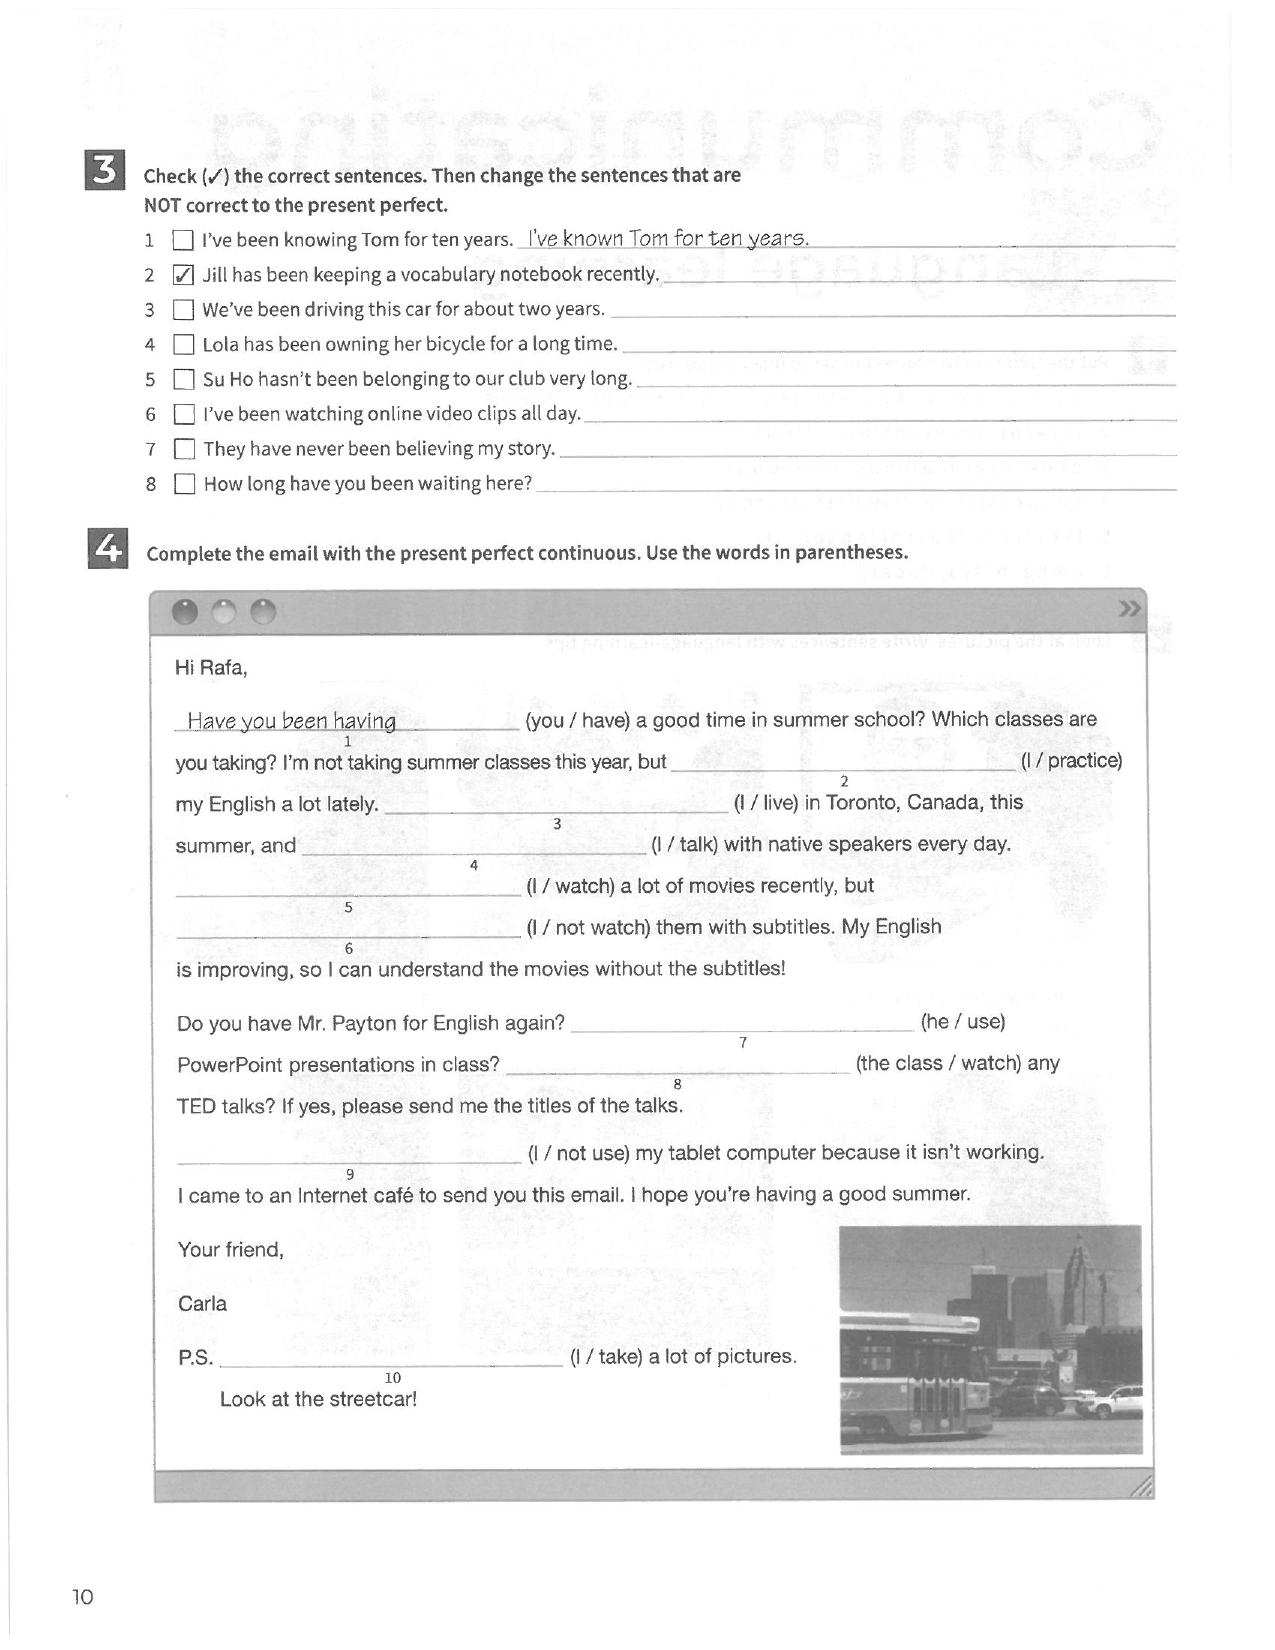 3 Check (✓) the correct sentences. Then change the sentences that are
NOT correct to the present perfect.
1 ☐ I've been knowing Tom for ten years. I've known Tom for ten years.
2 ☑ Jill has been keeping a vocabulary notebook recently.
3 ☐ We've been driving this car for about two years.
4 ☐ Lola has been owning her bicycle for a long time.
5 ☐ Su Ho hasn't been belonging to our club very long.
6 ☐ I've been watching online video clips all day.
7 ☐ They have never been believing my story.
8 ☐ How long have you been waiting here?
4 Complete the email with the present perfect continuous. Use the words in parentheses.
Hi Rafa,
Have you been having (you / have) a good time in summer school? Which classes are
1
you taking? I'm not taking summer classes this year, but (I / practice)
2
my English a lot lately. (I / live) in Toronto, Canada, this
3
summer, and (I / talk) with native speakers every day.
4
(I / watch) a lot of movies recently, but
5
(I / not watch) them with subtitles. My English
6
is improving, so I can understand the movies without the subtitles!
Do you have Mr. Payton for English again? (he / use)
7
PowerPoint presentations in class? (the class / watch) any
8
TED talks? If yes, please send me the titles of the talks.
(I / not use) my tablet computer because it isn't working.
9
I came to an Internet café to send you this email. I hope you're having a good summer.
Your friend,
Carla
P.S. (I / take) a lot of pictures.
10
Look at the streetcar!
10